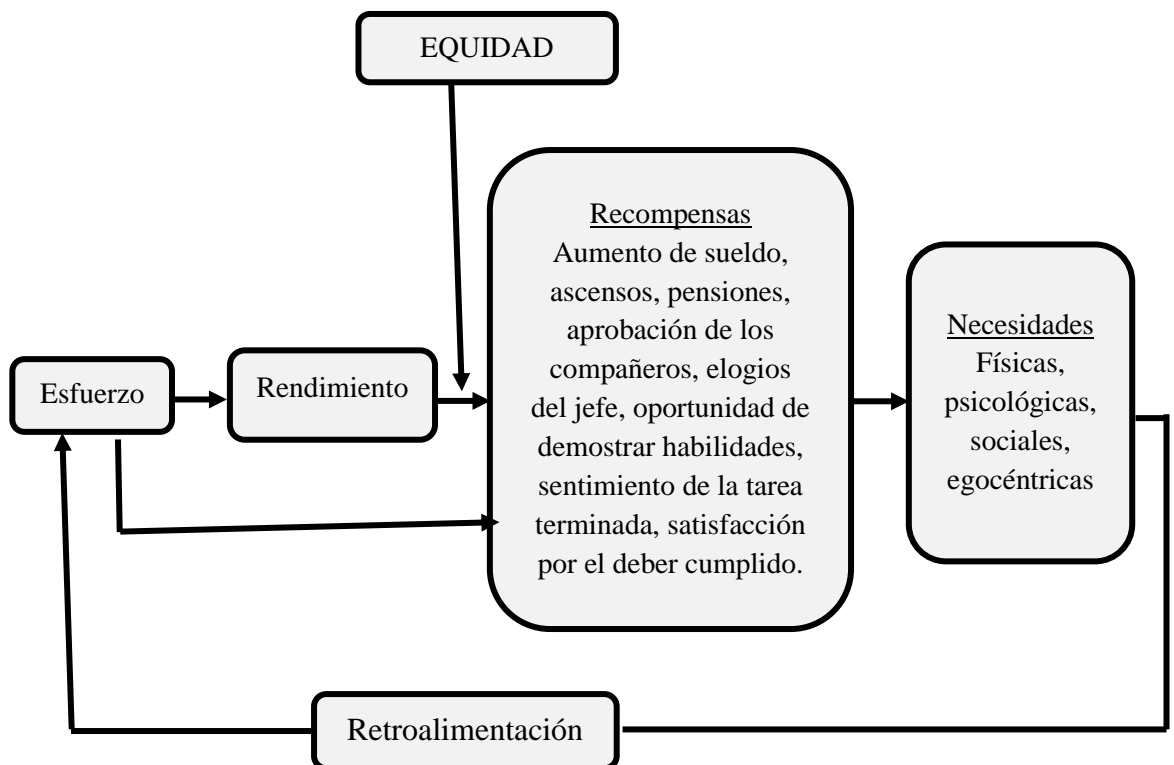 EQUIDAD
Recompensas
Aumento de sueldo,
ascensos, pensiones,
aprobación de los
compañeros, elogios
del jefe, oportunidad de
demostrar habilidades,
sentimiento de la tarea
terminada, satisfacción
por el deber cumplido.
Necesidades
Físicas,
psicológicas,
sociales,
egocéntricas
Esfuerzo
Rendimiento
Retroalimentación